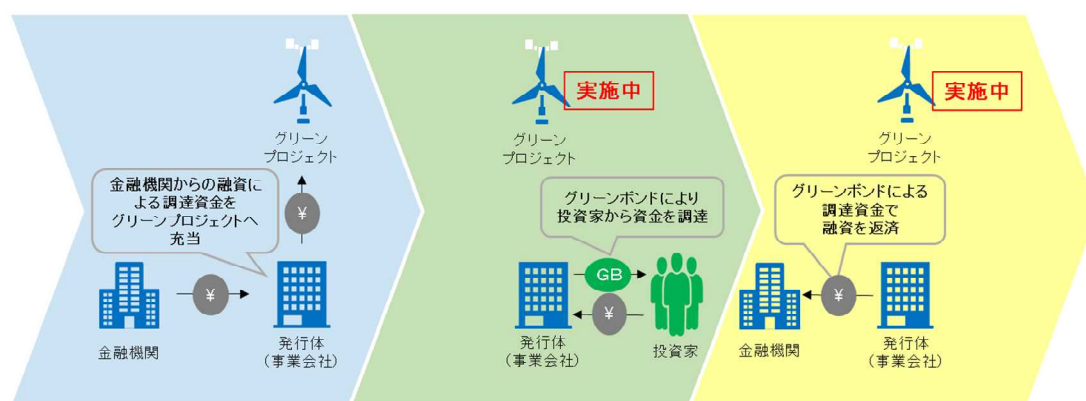 グリーン
プロジェクト
金融機関からの融資に
よる調達資金を
グリーンプロジェクトへ
充当
¥
¥
金融機関
発行体
(事業会社)
実施中
グリーン
プロジェクト
グリーンボンドにより
投資家から資金を調達
GB
¥
発行体
(事業会社)
投資家
実施中
グリーン
プロジェクト
グリーンボンドによる
調達資金で
融資を返済
¥
金融機関
発行体
(事業会社)